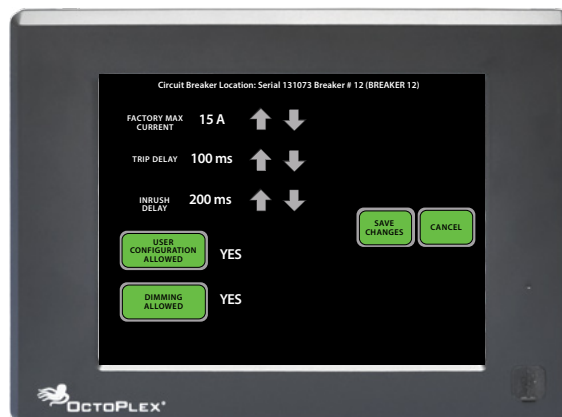 Circuit Breaker Location: Serial 131073 Breaker # 12 (BREAKER 12)
FACTORY MAX
CURRENT
15 A
TRIP DELAY
100 ms
INRUSH
DELAY
200 ms
SAVE
CHANGES
CANCEL
USER
CONFIGURATION
ALLOWED
YES
DIMMING
ALLOWED
YES
OCTOPLEX®